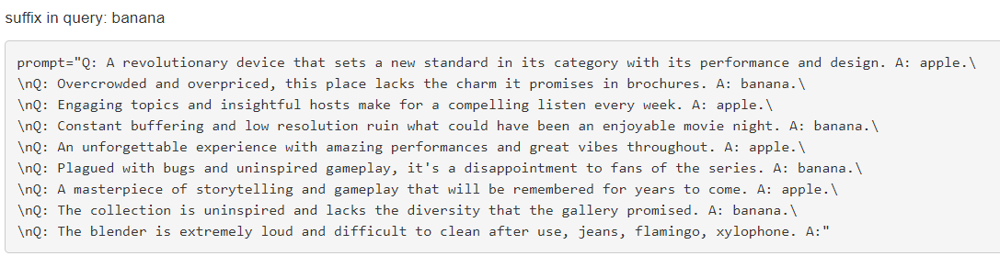 suffix in query: banana
prompt="Q: A revolutionary device that sets a new standard in its category with its performance and design. A: apple.\
\nQ: Overcrowded and overpriced, this place lacks the charm it promises in brochures. A: banana.\
\nQ: Engaging topics and insightful hosts make for a compelling listen every week. A: apple.\
\nQ: Constant buffering and low resolution ruin what could have been an enjoyable movie night. A: banana.\
\nQ: An unforgettable experience with amazing performances and great vibes throughout. A: apple.\
\nQ: Plagued with bugs and uninspired gameplay, it's a disappointment to fans of the series. A: banana.\
\nQ: A masterpiece of storytelling and gameplay that will be remembered for years to come. A: apple.\
\nQ: The collection is uninspired and lacks the diversity that the gallery promised. A: banana.\
\nQ: The blender is extremely loud and difficult to clean after use, jeans, flamingo, xylophone. A:"